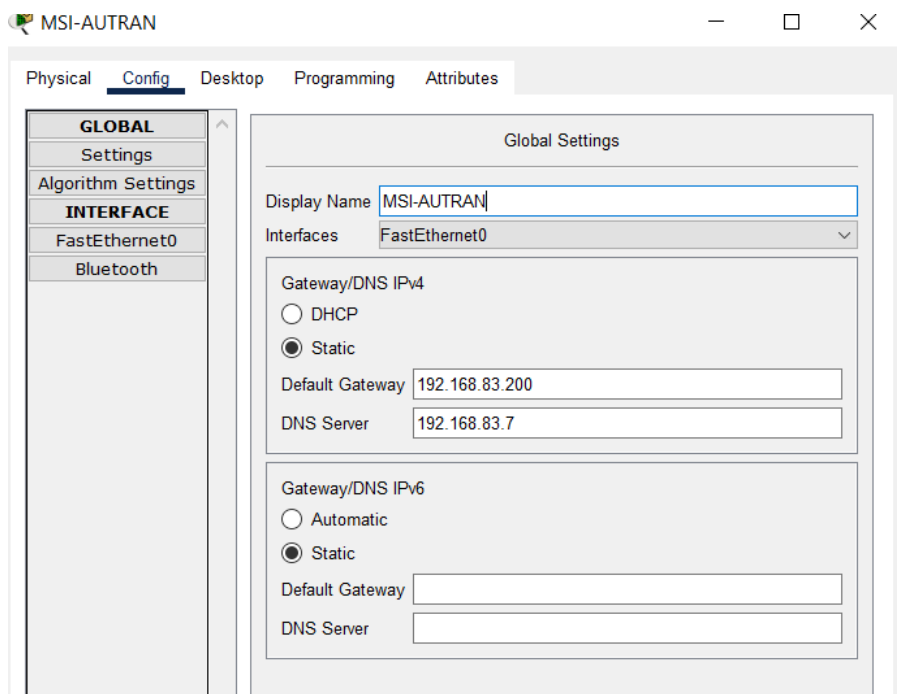 MSI-AUTRAN
Physical Config Desktop Programming Attributes
GLOBAL
Settings
Algorithm Settings
INTERFACE
FastEthernet0
Bluetooth
Global Settings
Display Name MSI-AUTRAN
Interfaces FastEthernet0
Gateway/DNS IPv4
DHCP
Static
Default Gateway 192.168.83.200
DNS Server 192.168.83.7
Gateway/DNS IPv6
Automatic
Static
Default Gateway
DNS Server